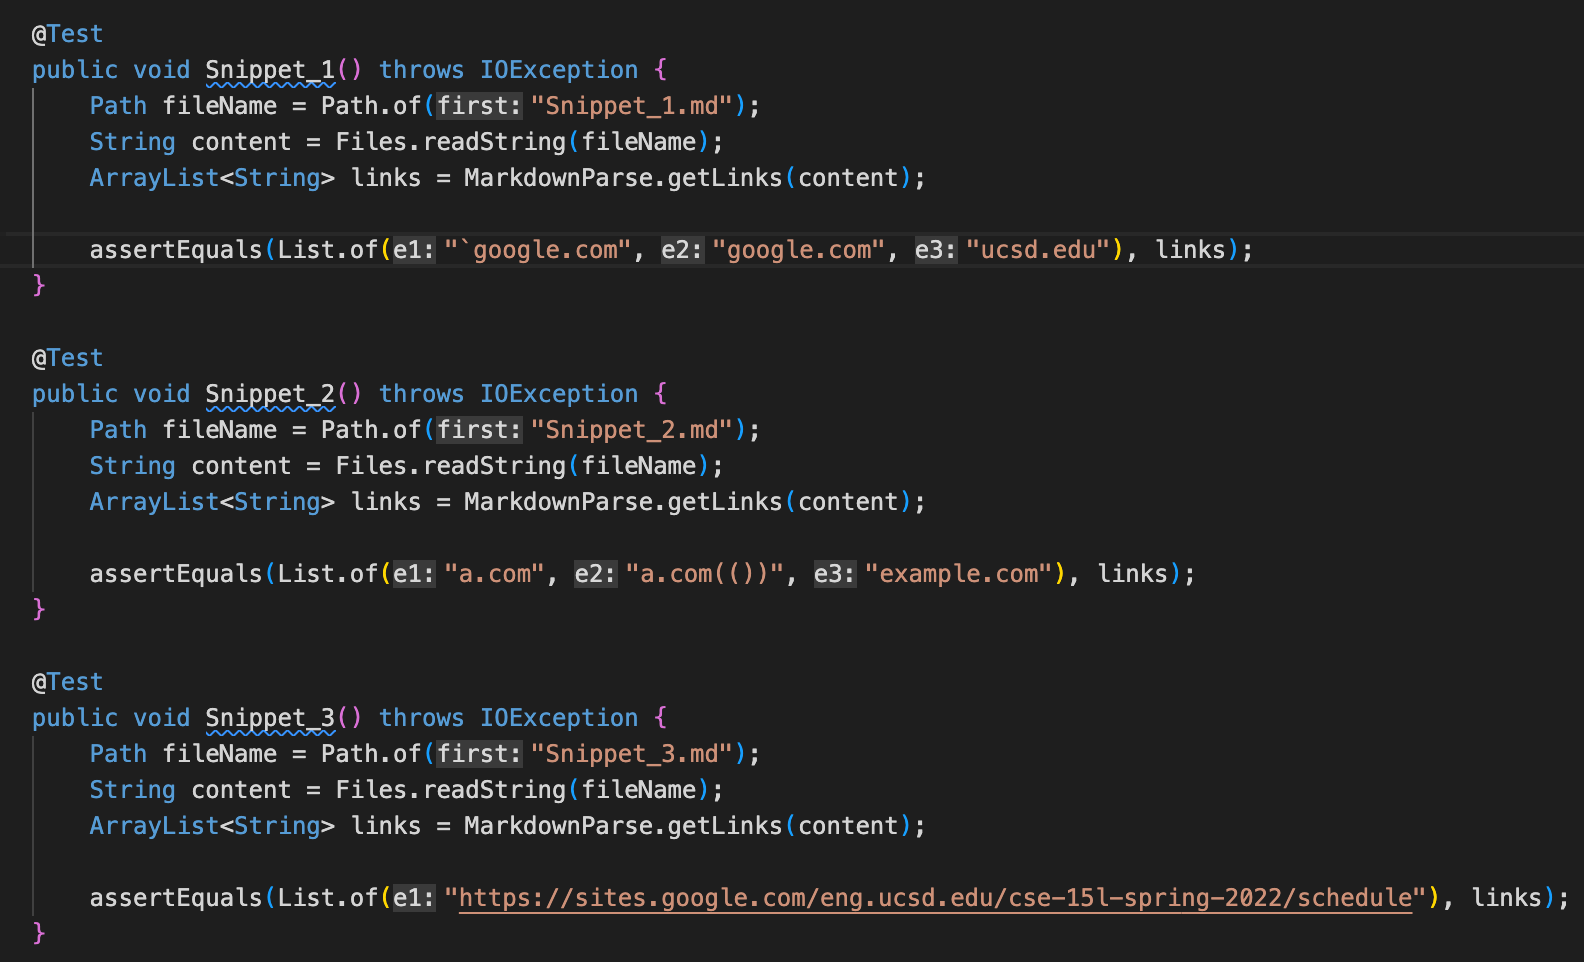 @Test
public void Snippet_1() throws IOException {
Path fileName = Path.of(first: "Snippet_1.md");
String content = Files.readString(fileName);
ArrayList<String> links = MarkdownParse.getLinks(content);
assertEquals(List.of(e1: "`google.com", e2: "google.com", e3: "ucsd.edu"), links);
}
@Test
public void Snippet_2() throws IOException {
Path fileName = Path.of(first: "Snippet_2.md");
String content = Files.readString(fileName);
ArrayList<String> links = MarkdownParse.getLinks(content);
assertEquals(List.of(e1: "a.com", e2: "a.com(())", e3: "example.com"), links);
}
@Test
public void Snippet_3() throws IOException {
Path fileName = Path.of(first: "Snippet_3.md");
String content = Files.readString(fileName);
ArrayList<String> links = MarkdownParse.getLinks(content);
assertEquals(List.of(e1: "https://sites.google.com/eng.ucsd.edu/cse-15l-spring-2022/schedule"), links);
}